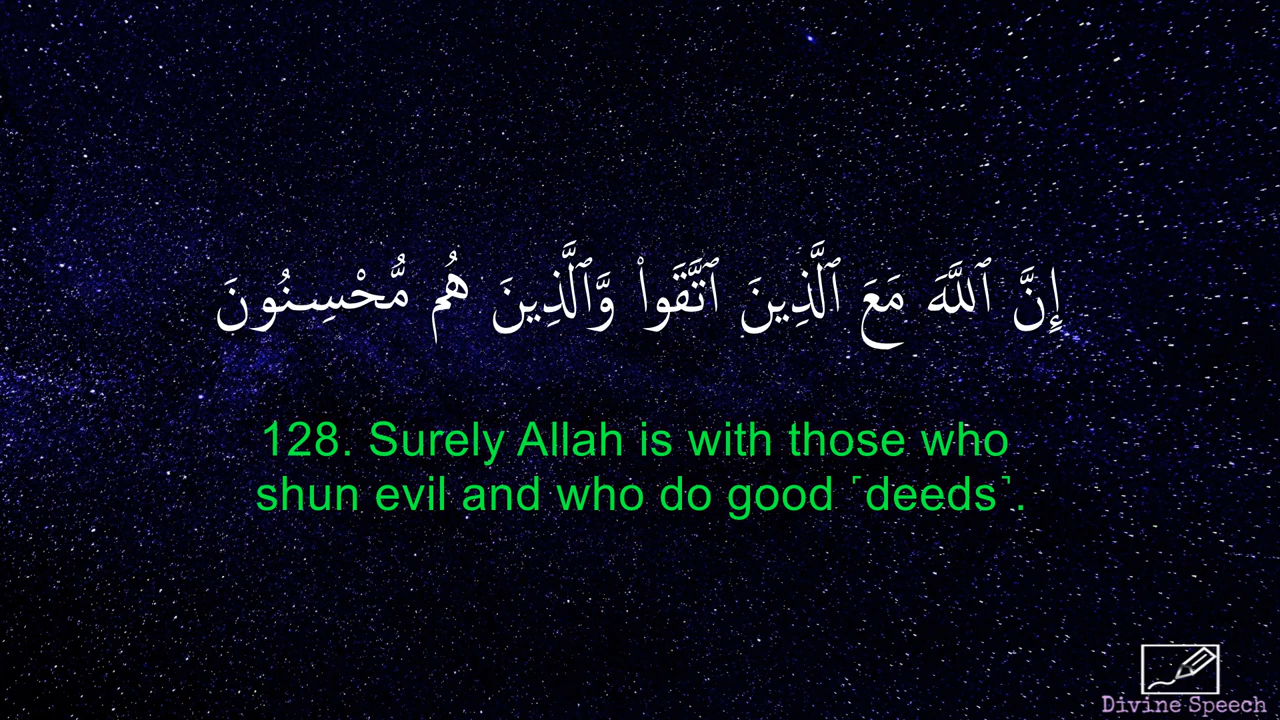 إِنَّ ٱللَّهَ مَعَ ٱلَّذِينَ ٱتَّقَوا۟ وَّٱلَّذِينَ هُم مُّحْسِنُونَ
128. Surely Allah is with those who
shun evil and who do good ˹deeds˺.
Divine Speech